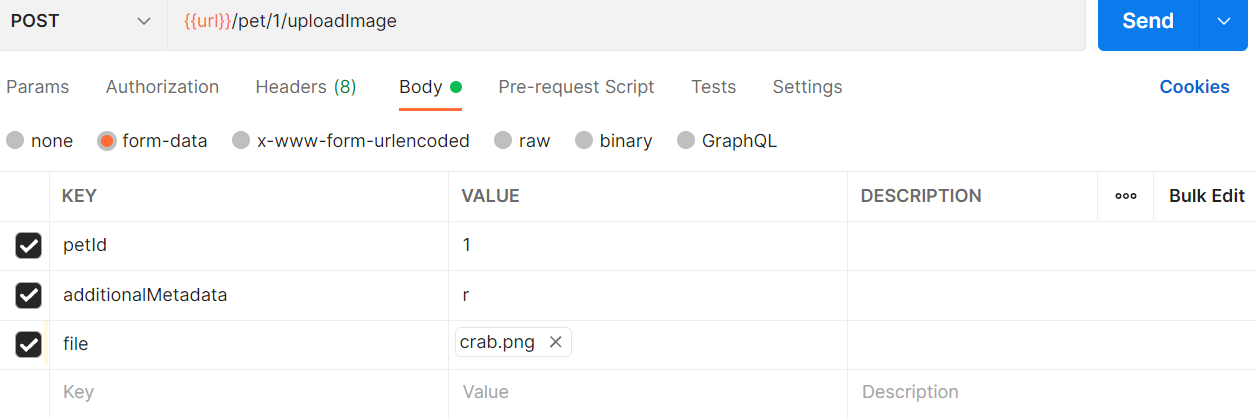 POST {{url}}/pet/1/uploadImage Send
Params Authorization Headers (8) Body Pre-request Script Tests Settings Cookies
none form-data x-www-form-urlencoded raw binary GraphQL
KEY VALUE DESCRIPTION ooo Bulk Edit
petId 1
additionalMetadata r
file crab.png ×
Key Value Description